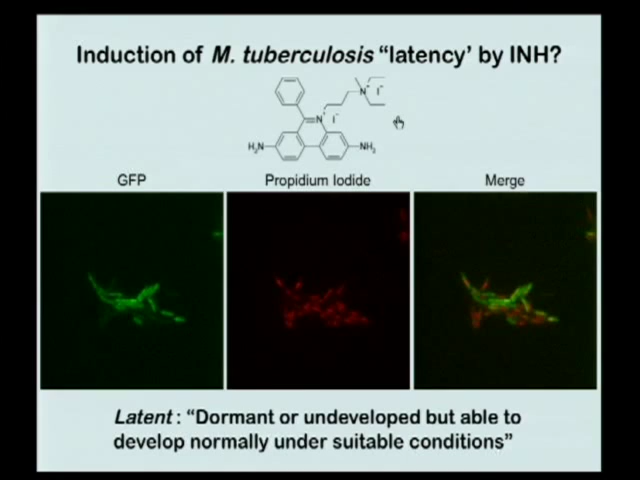 Induction of M. tuberculosis “latency’ by INH?
N⁺ I⁻
N⁺ I⁻
H₂N NH₂
GFP Propidium Iodide Merge
Latent : “Dormant or undeveloped but able to
develop normally under suitable conditions”